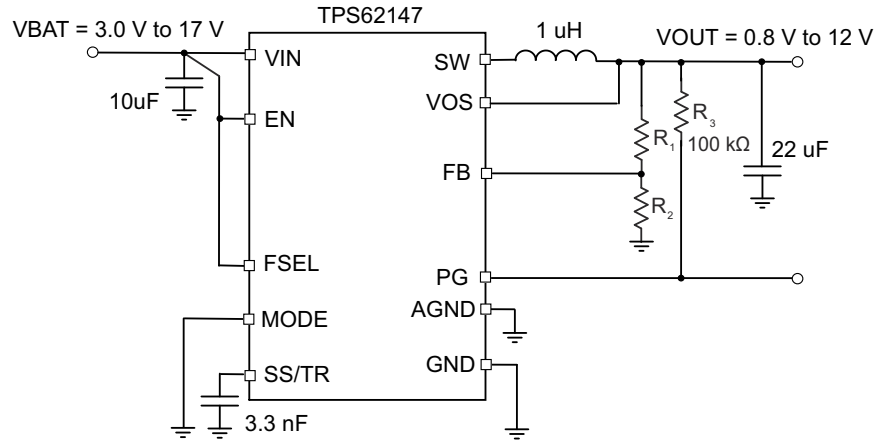 TPS62147
VBAT = 3.0 V to 17 V
1 uH
VOUT = 0.8 V to 12 V
VIN
SW
10uF
VOS
EN
R3
R1
100 kΩ
22 uF
FB
R2
FSEL
PG
MODE
AGND
SS/TR
GND
3.3 nF